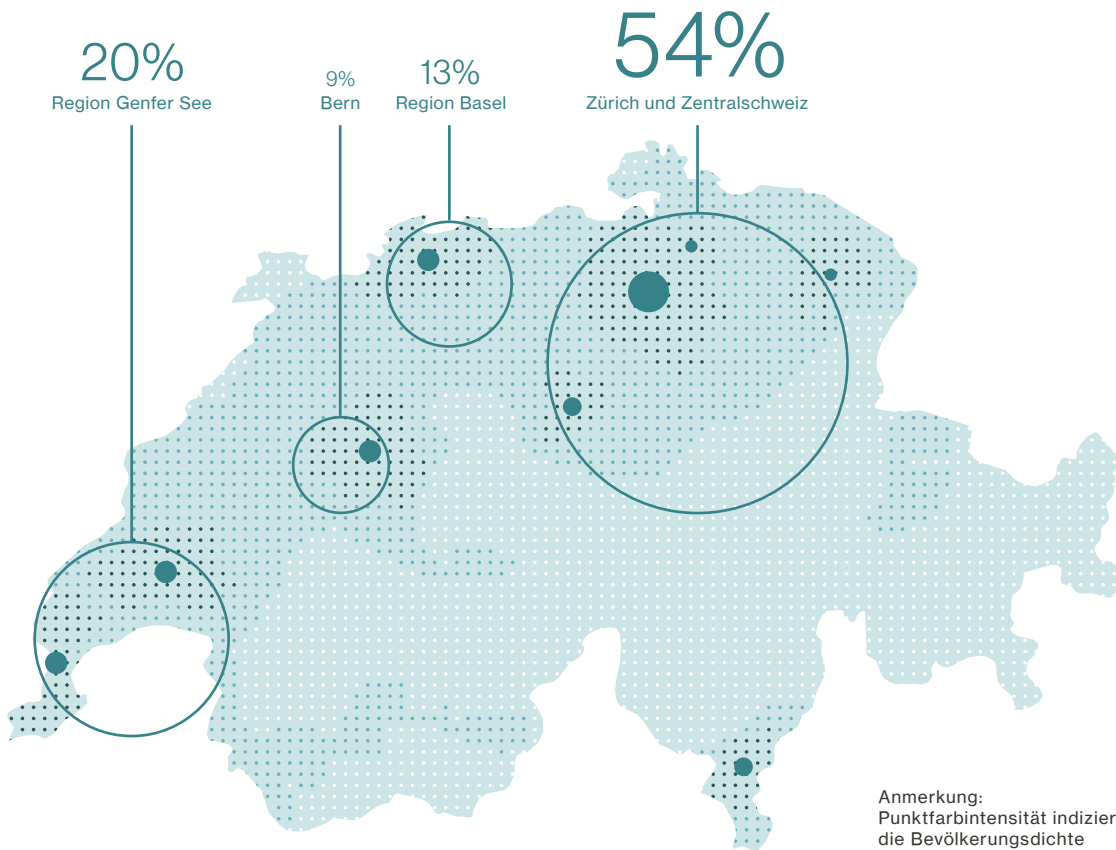 20%
Region Genfer See
9%
Bern
13%
Region Basel
54%
Zürich und Zentralschweiz
Anmerkung:
Punktfarbintensität indizier
die Bevölkerungsdichte